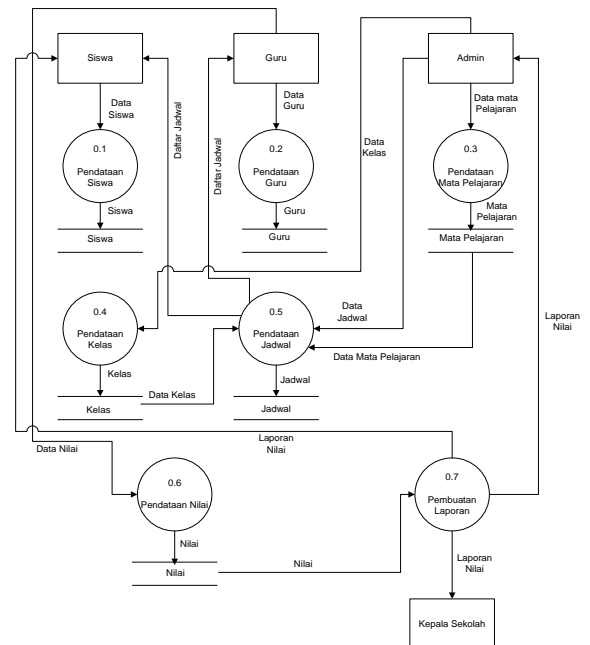 Siswa
Guru
Admin
Data
Siswa
Daftar Jadwal
Daftar Jadwal
Data
Guru
Data
Kelas
Data mata
Pelajaran
0.1
Pendataan
Siswa
0.2
Pendataan
Guru
0.3
Pendataan
Mata Pelajaran
Siswa
Guru
Mata
Pelajaran
Siswa
Guru
Mata Pelajaran
0.4
Pendataan
Kelas
0.5
Pendataan
Jadwal
Data
Jadwal
Laporan
Nilai
Data Mata Pelajaran
Kelas
Jadwal
Data Kelas
Kelas
Jadwal
Data Nilai
Laporan
Nilai
0.6
Pendataan Nilai
0.7
Pembuatan
Laporan
Nilai
Nilai
Nilai
Laporan
Nilai
Kepala Sekolah